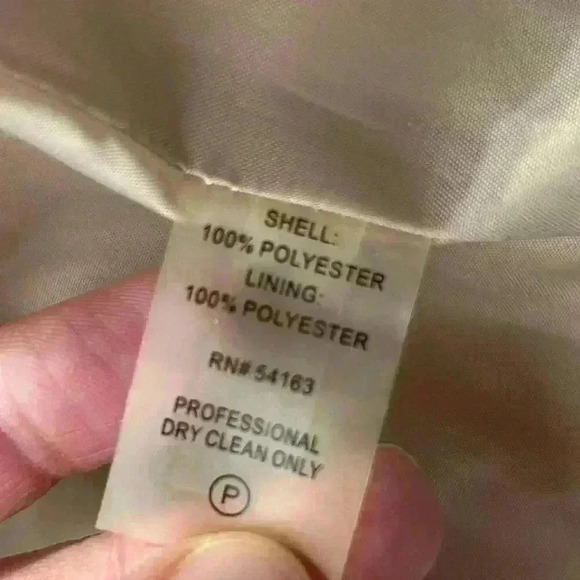 SHELL:
100% POLYESTER
LINING:
100% POLYESTER
RN# 54163
PROFESSIONAL
DRY CLEAN ONLY
P